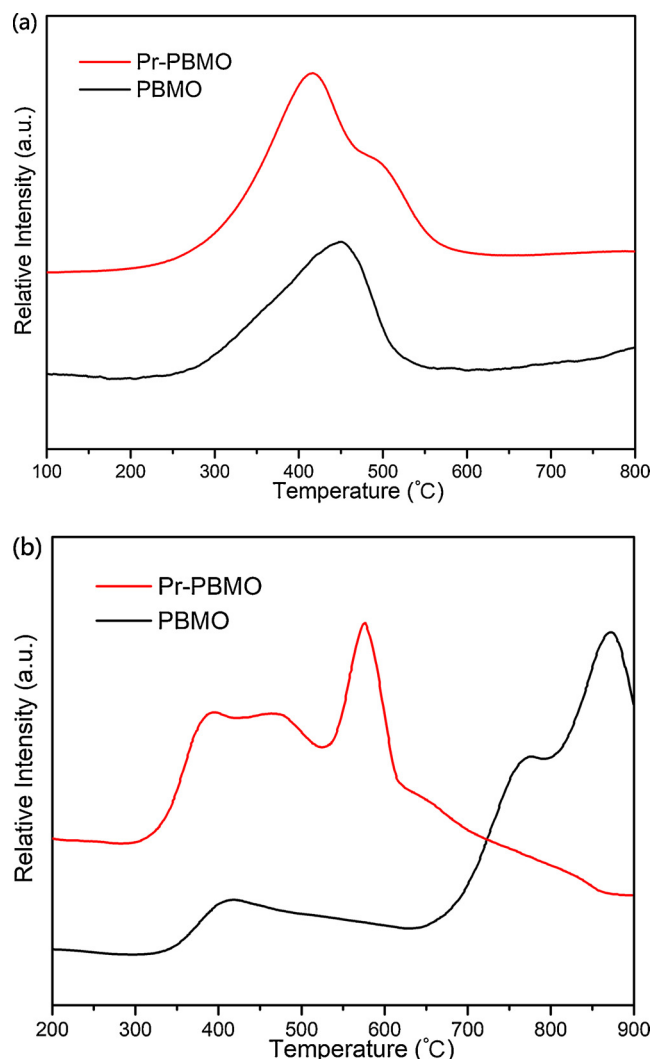 (a)
Pr-PBMO
PBMO
Relative Intensity (a.u.)
100 200 300 400 500 600 700 800
Temperature (°C)
(b)
Pr-PBMO
PBMO
Relative Intensity (a.u.)
200 300 400 500 600 700 800 900
Temperature (°C)